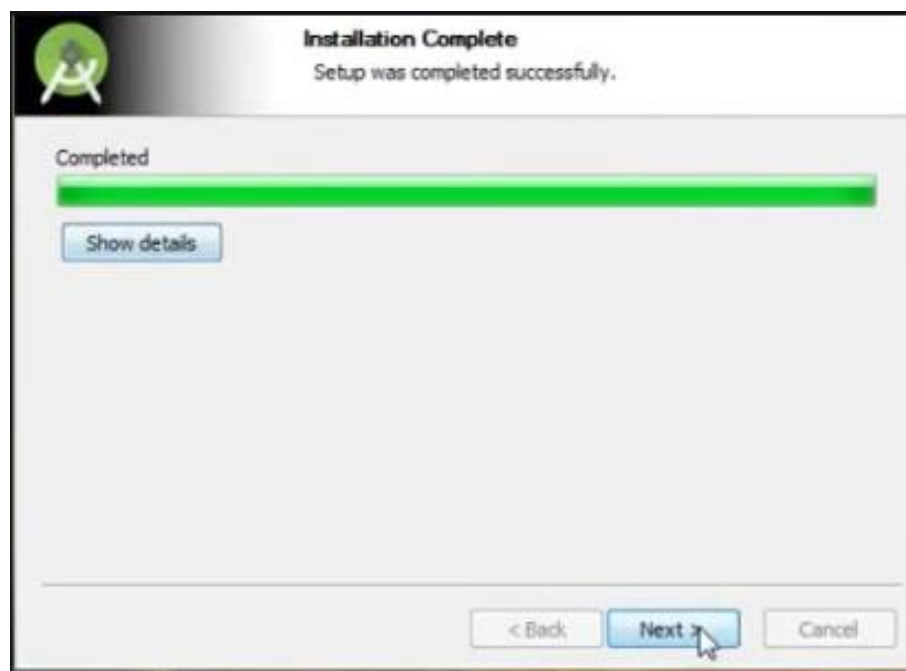 Installation Complete
Setup was completed successfully.
Completed
Show details
< Back
Next >
Cancel